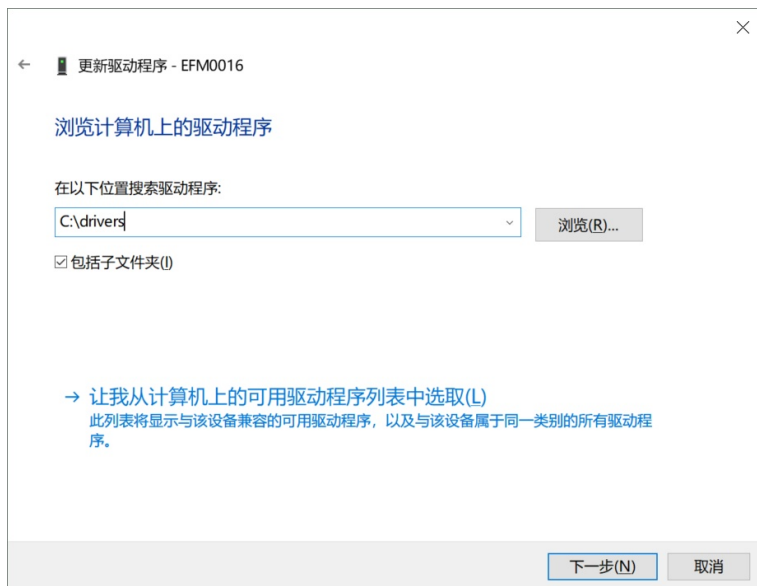 更新驱动程序 - EFM0016
浏览计算机上的驱动程序
在以下位置搜索驱动程序:
C:\drivers
浏览(R)...
包括子文件夹(I)
让我从计算机上的可用驱动程序列表中选取(L)
此列表将显示与该设备兼容的可用驱动程序，以及与该设备属于同一类别的所有驱动程
序。
下一步(N)
取消